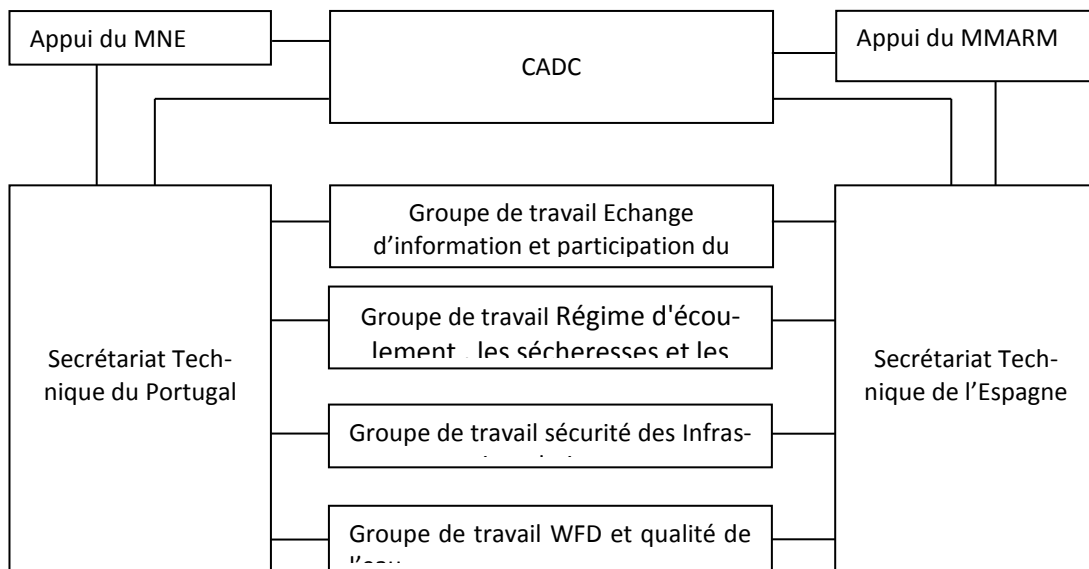 Appui du MNE
CADC
Appui du MMARM
Groupe de travail Echange
d’information et participation du
Groupe de travail Régime d'écou-
lement , les sécheresses et les
Secrétariat Tech-
nique du Portugal
Secrétariat Tech-
nique de l’Espagne
Groupe de travail sécurité des Infras-
Groupe de travail WFD et qualité de
l’eau